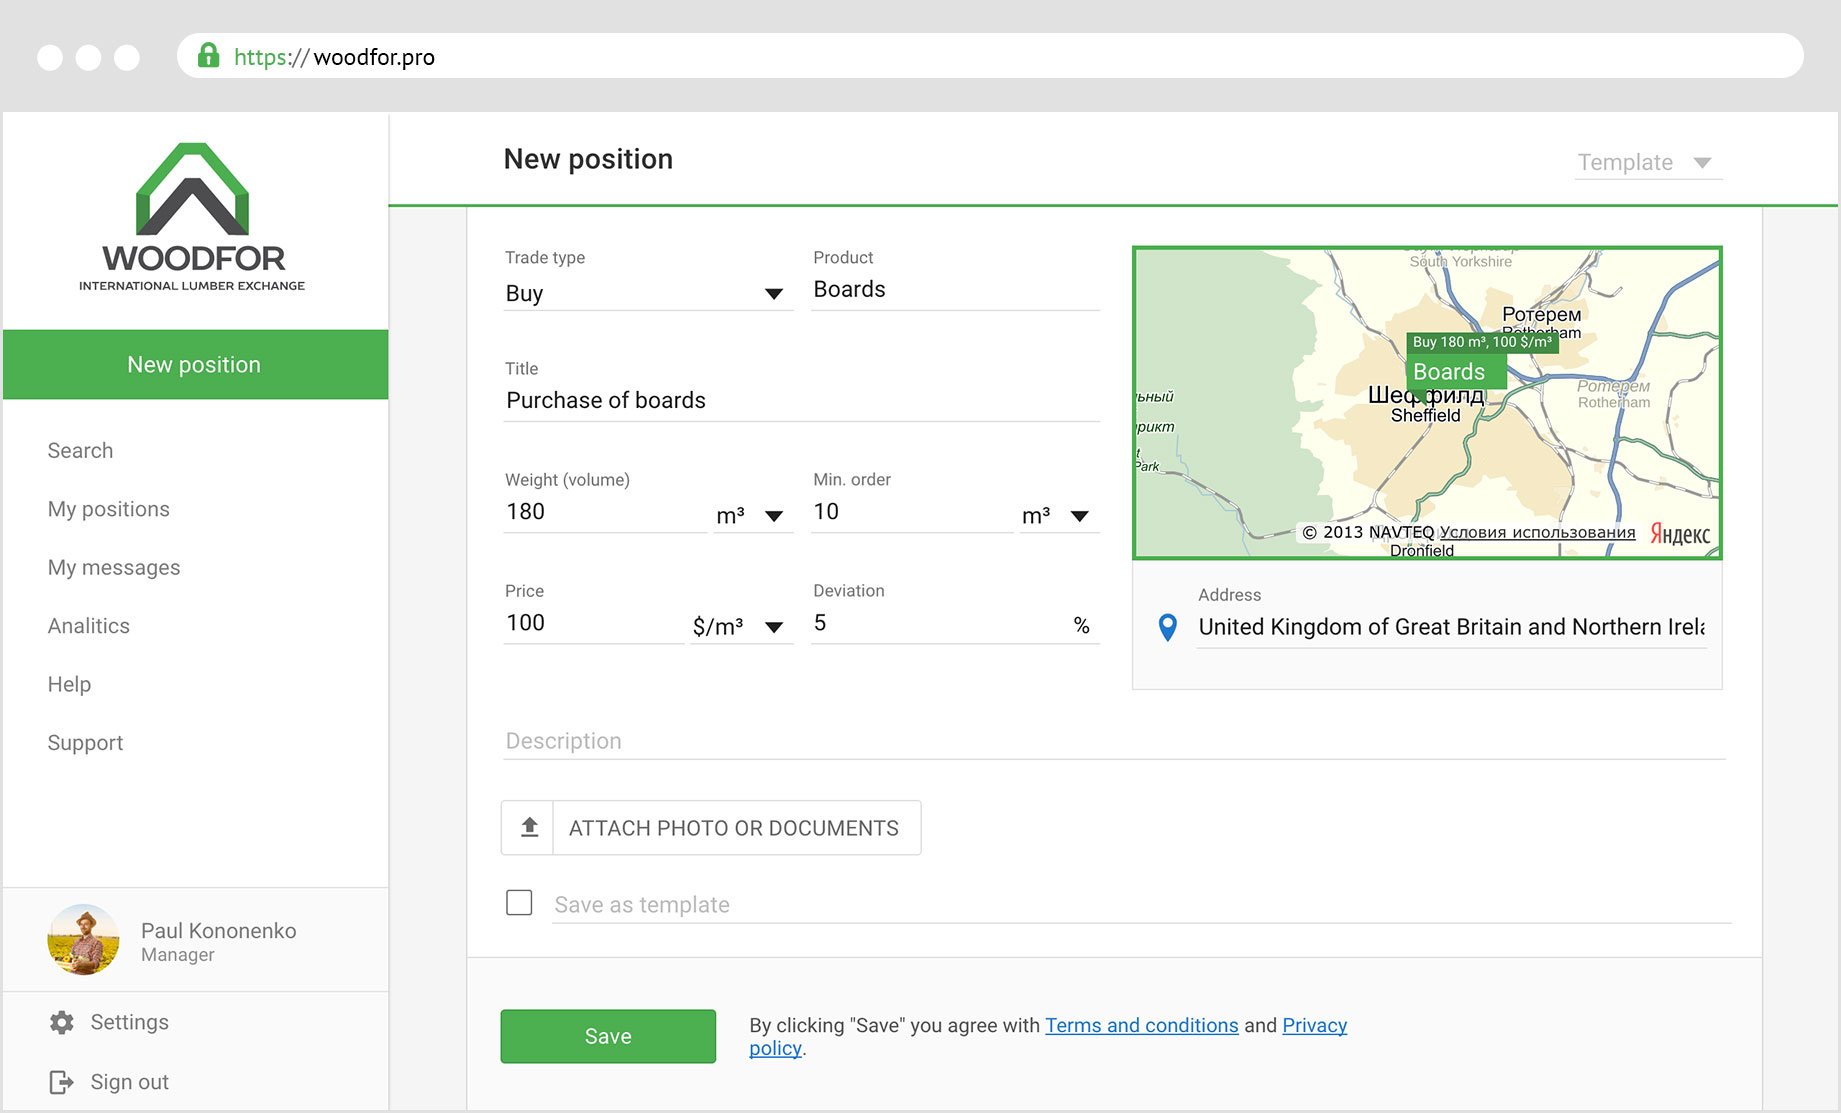 https://woodfor.pro
WOODFOR
INTERNATIONAL LUMBER EXCHANGE
New position
Search
My positions
My messages
Analitics
Help
Support
Paul Kononenko
Manager
Settings
Sign out
New position
Template
Trade type
Buy
Product
Boards
Title
Purchase of boards
Weight (volume)
180
m³
Min. order
10
m³
Price
100
$/m³
Deviation
5
%
South Yorkshire
Ротерем
Rotherham
Buy 180 m³, 100 $/m³
Boards
Шеффилд
Sheffield
Ротерем
Rotherham
Park
© 2013 NAVTEQ Условия использования
Яндекс
Dronfield
Address
United Kingdom of Great Britain and Northern
Description
ATTACH PHOTO OR DOCUMENTS
Save as template
Save
By clicking "Save" you agree with Terms and conditions and Privacy
policy.